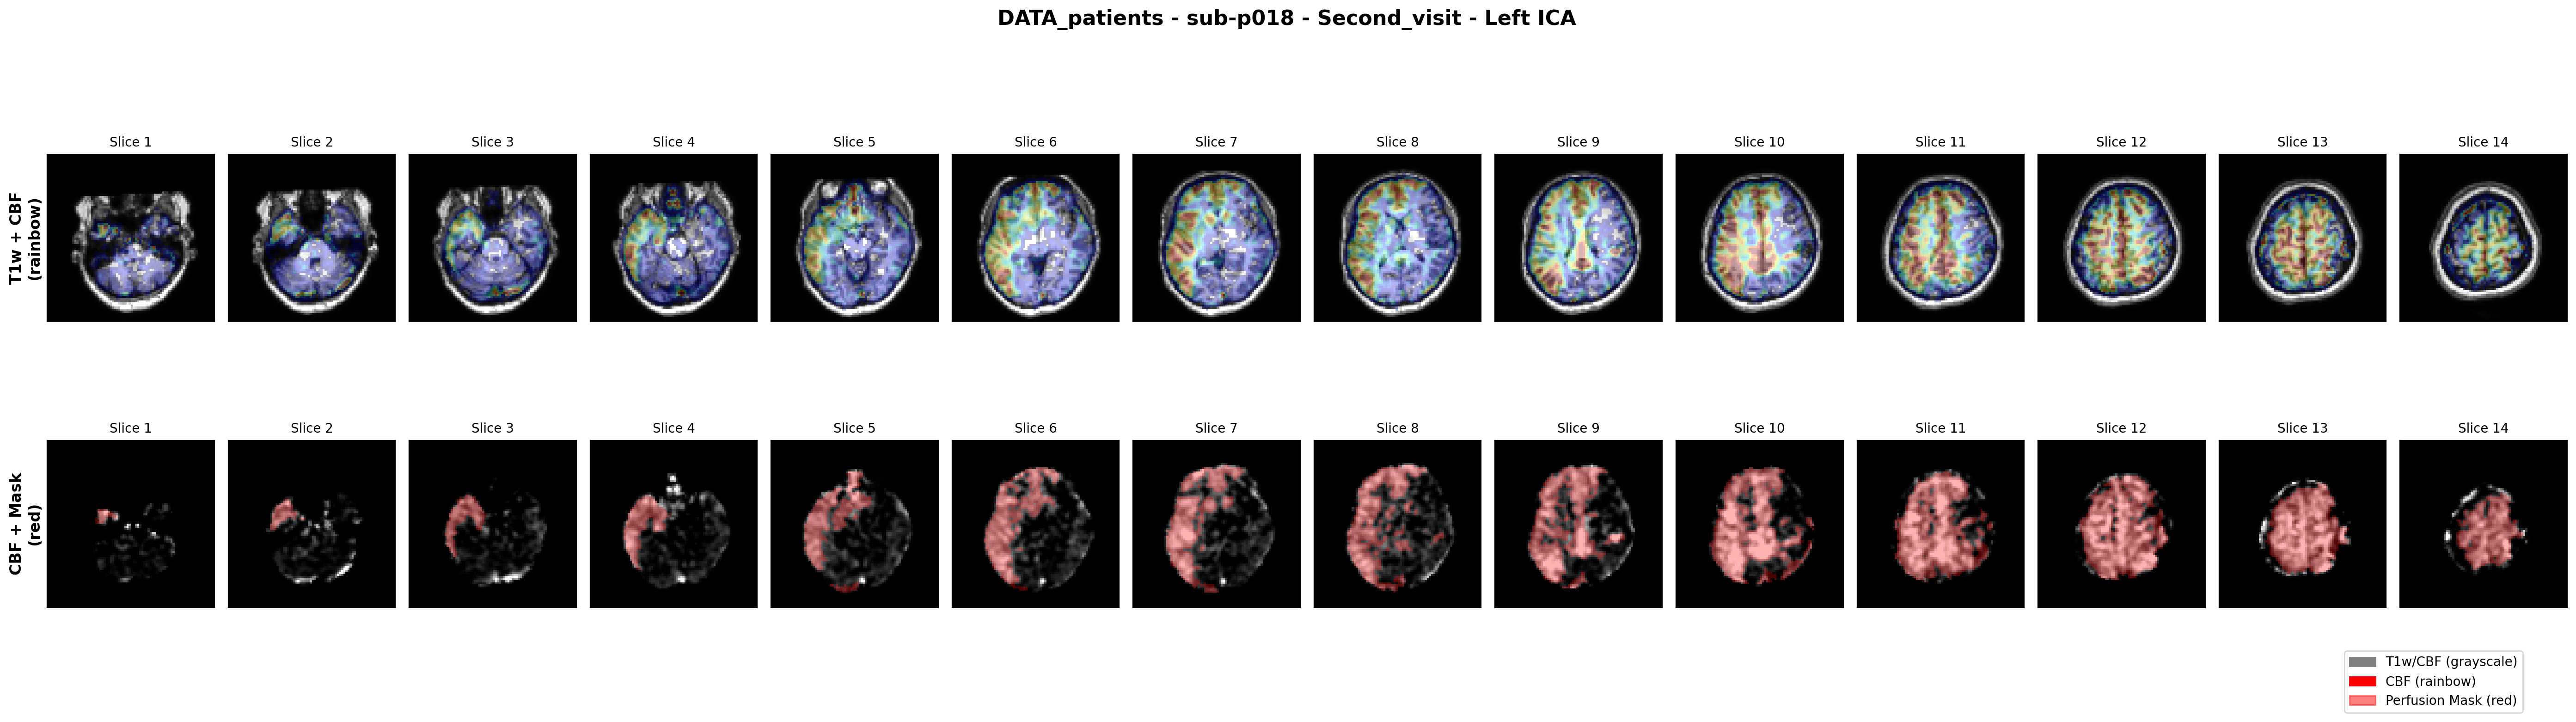 DATA_patients - sub-p018 - Second_visit - Left ICA
T1w + CBF
(rainbow)
Slice 1 Slice 2 Slice 3 Slice 4 Slice 5 Slice 6 Slice 7 Slice 8 Slice 9 Slice 10 Slice 11 Slice 12 Slice 13 Slice 14
CBF + Mask
(red)
Slice 1 Slice 2 Slice 3 Slice 4 Slice 5 Slice 6 Slice 7 Slice 8 Slice 9 Slice 10 Slice 11 Slice 12 Slice 13 Slice 14
T1w/CBF (grayscale)
CBF (rainbow)
Perfusion Mask (red)